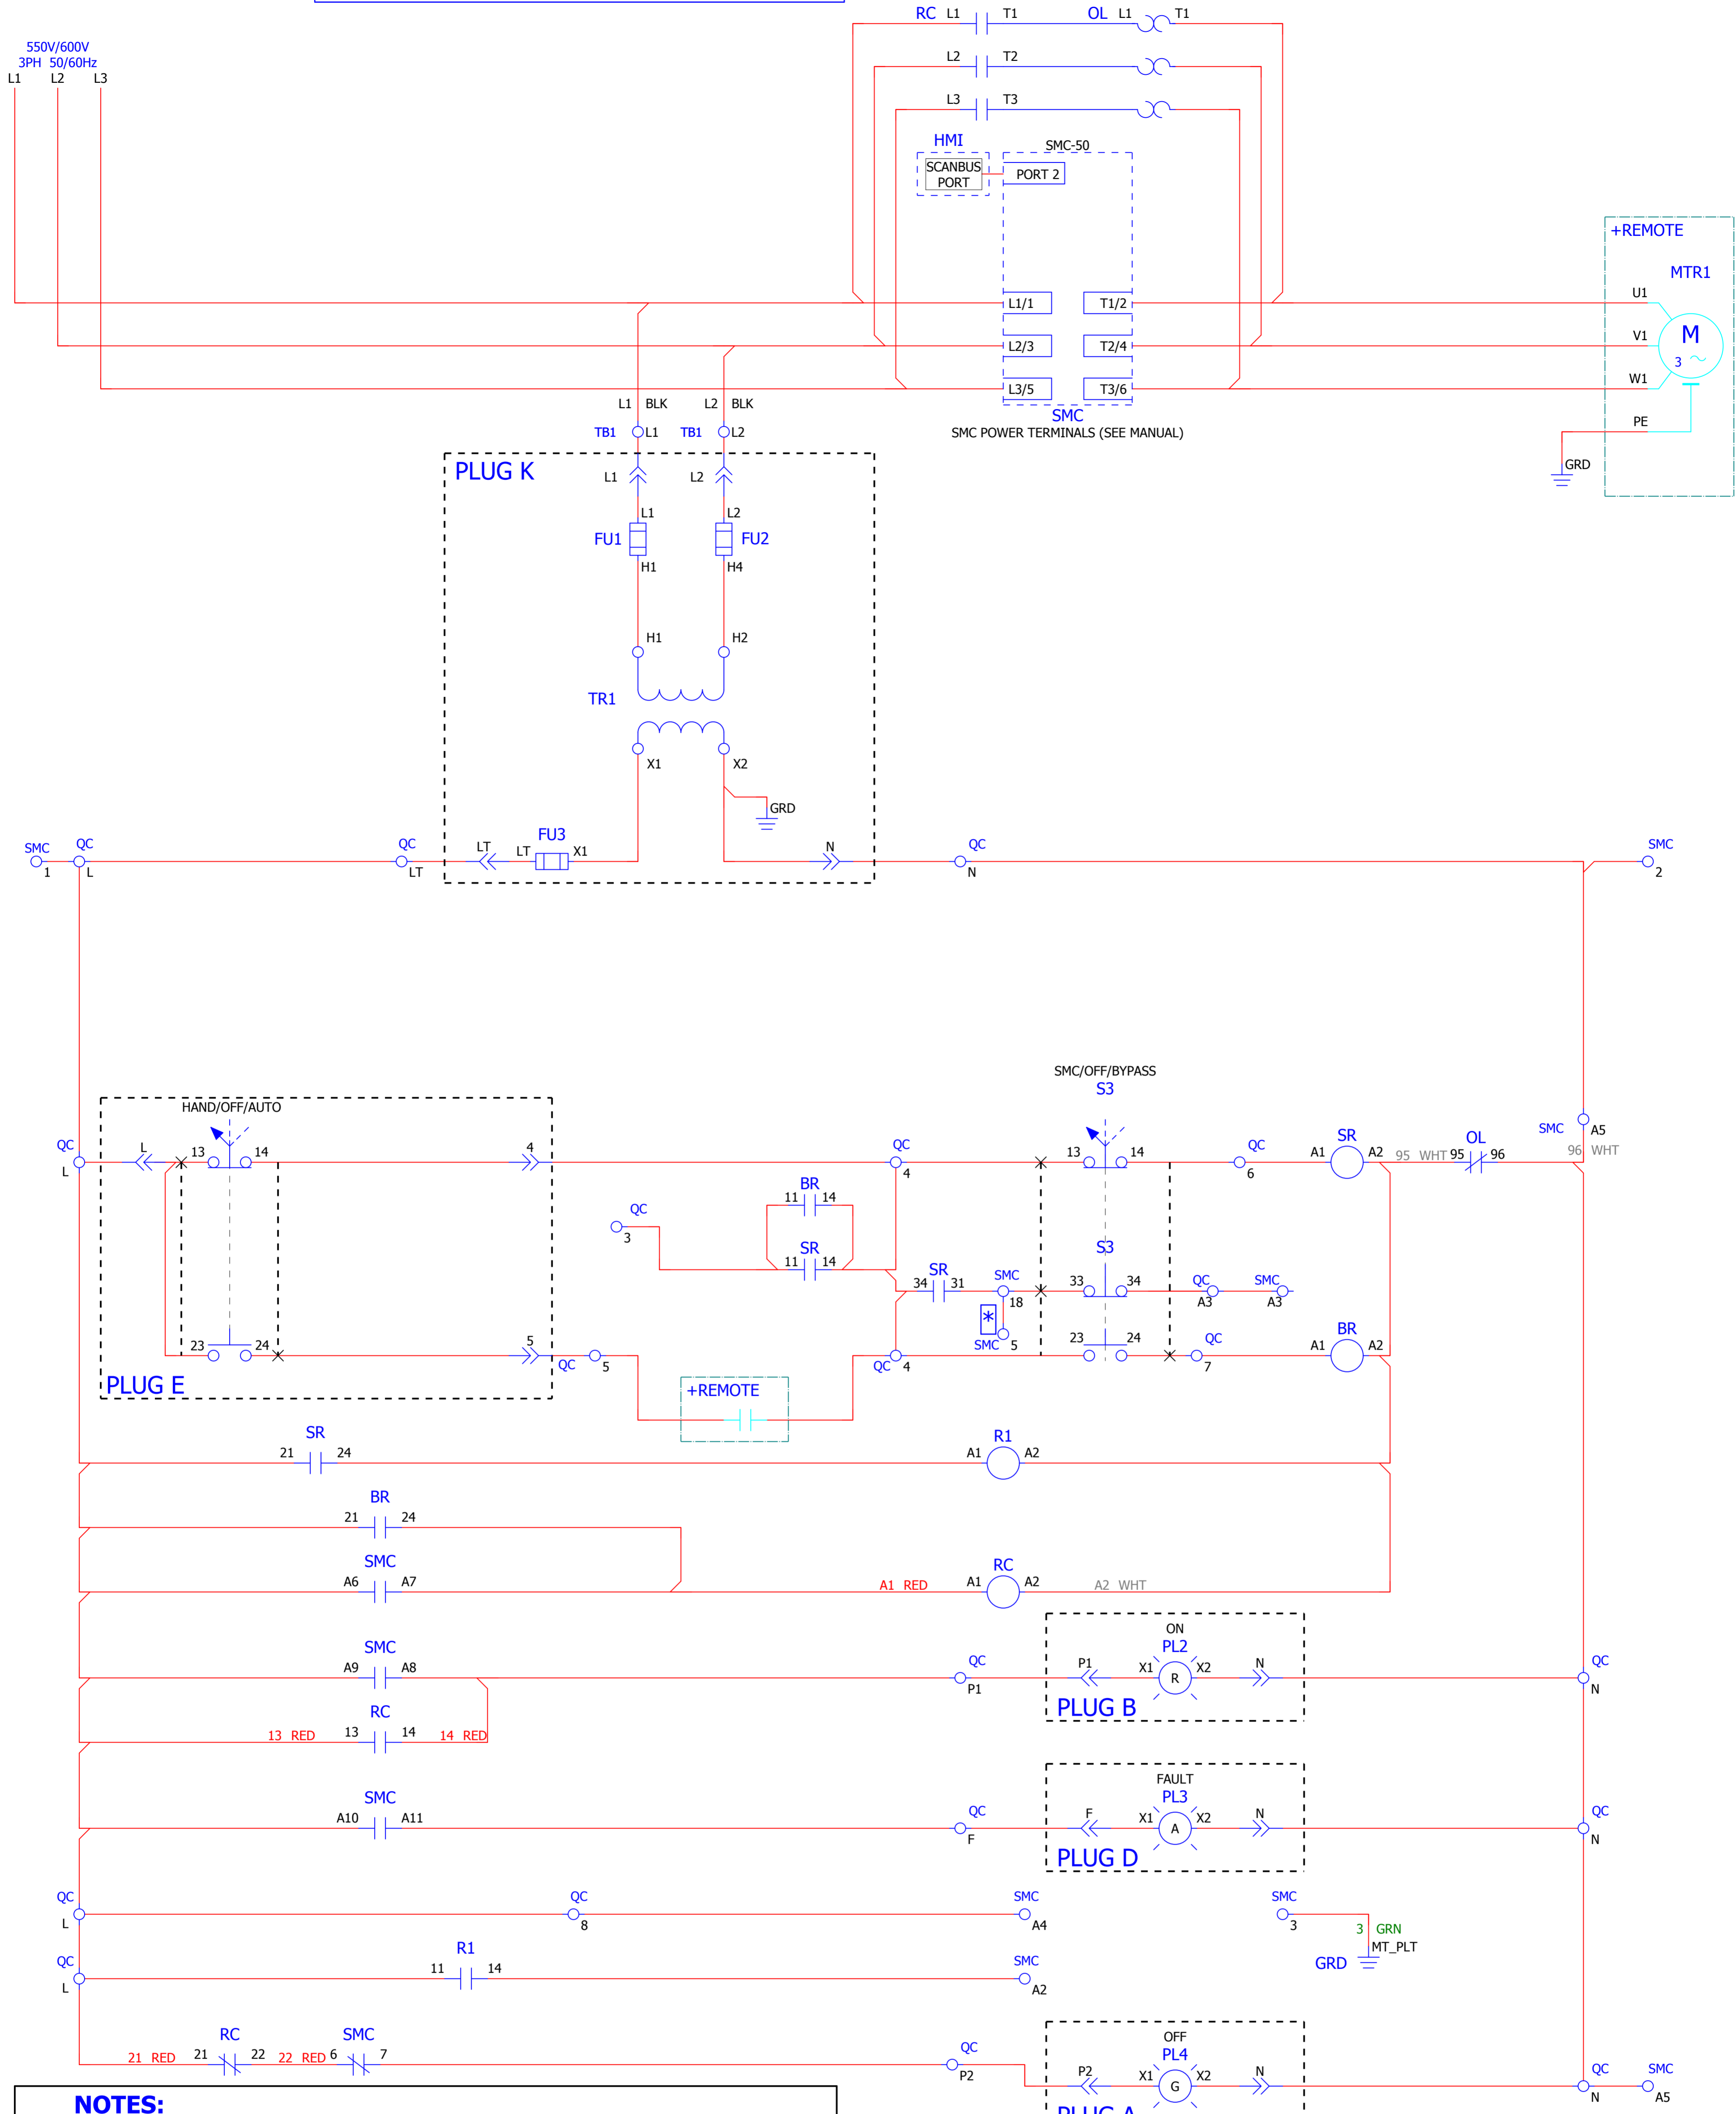 RC L1 T1 OL L1 T1
550V/600V
3PH 50/60Hz
L1 L2 L3
L2 T2
L3 T3
HMI
SMC-50
SCANBUS
PORT
PORT 2
+REMOTE
MTR1
L1/1 T1/2 U1
L2/3 T2/4 V1
M
3
L3/5 T3/6 W1
SMC
SMC POWER TERMINALS (SEE MANUAL)
PE
GRD
L1 BLK L2 BLK
TB1 L1 TB1 L2
PLUG K
L1 L2
L1 L2
FU1 FU2
H1 H4
H1 H2
TR1
X1 X2
GRD
SMC QC QC FU3 QC SMC
LT LT X1 N
1 L LT N 2
SMC/OFF/BYPASS
S3
HAND/OFF/AUTO
SMC A5
QC L 13 14 4 QC 13 14 QC SR OL
A1 A2 95 WHT 95 96 96 WHT
L 4 6
BR
11 14
QC
3
SR
11 14
S3
SR
34 31 SMC 33 34 QC SMC
18 A3 A3
*
SMC 5
23 24 5 23 24 QC BR
A1 A2
QC 5 QC 4 7
PLUG E
+REMOTE
SR R1
21 24 A1 A2
BR
21 24
SMC RC
A6 A7 A1 RED A1 A2 A2 WHT
ON
SMC PL2
A9 A8 QC P1 X1 R X2 N QC
P1 N
PLUG B
RC
13 RED 13 14 14 RED
FAULT
SMC PL3
A10 A11 QC F X1 A X2 N QC
F N
PLUG D
QC QC SMC SMC
L 8 A4 3
3 GRN
MT_PLT
GRD
QC R1 SMC
11 14
L A2
RC SMC OFF
21 RED 21 22 22 RED 6 7 QC PL4
P2 P2 X1 G X2 N QC SMC
N A5
NOTES:
PLUG A